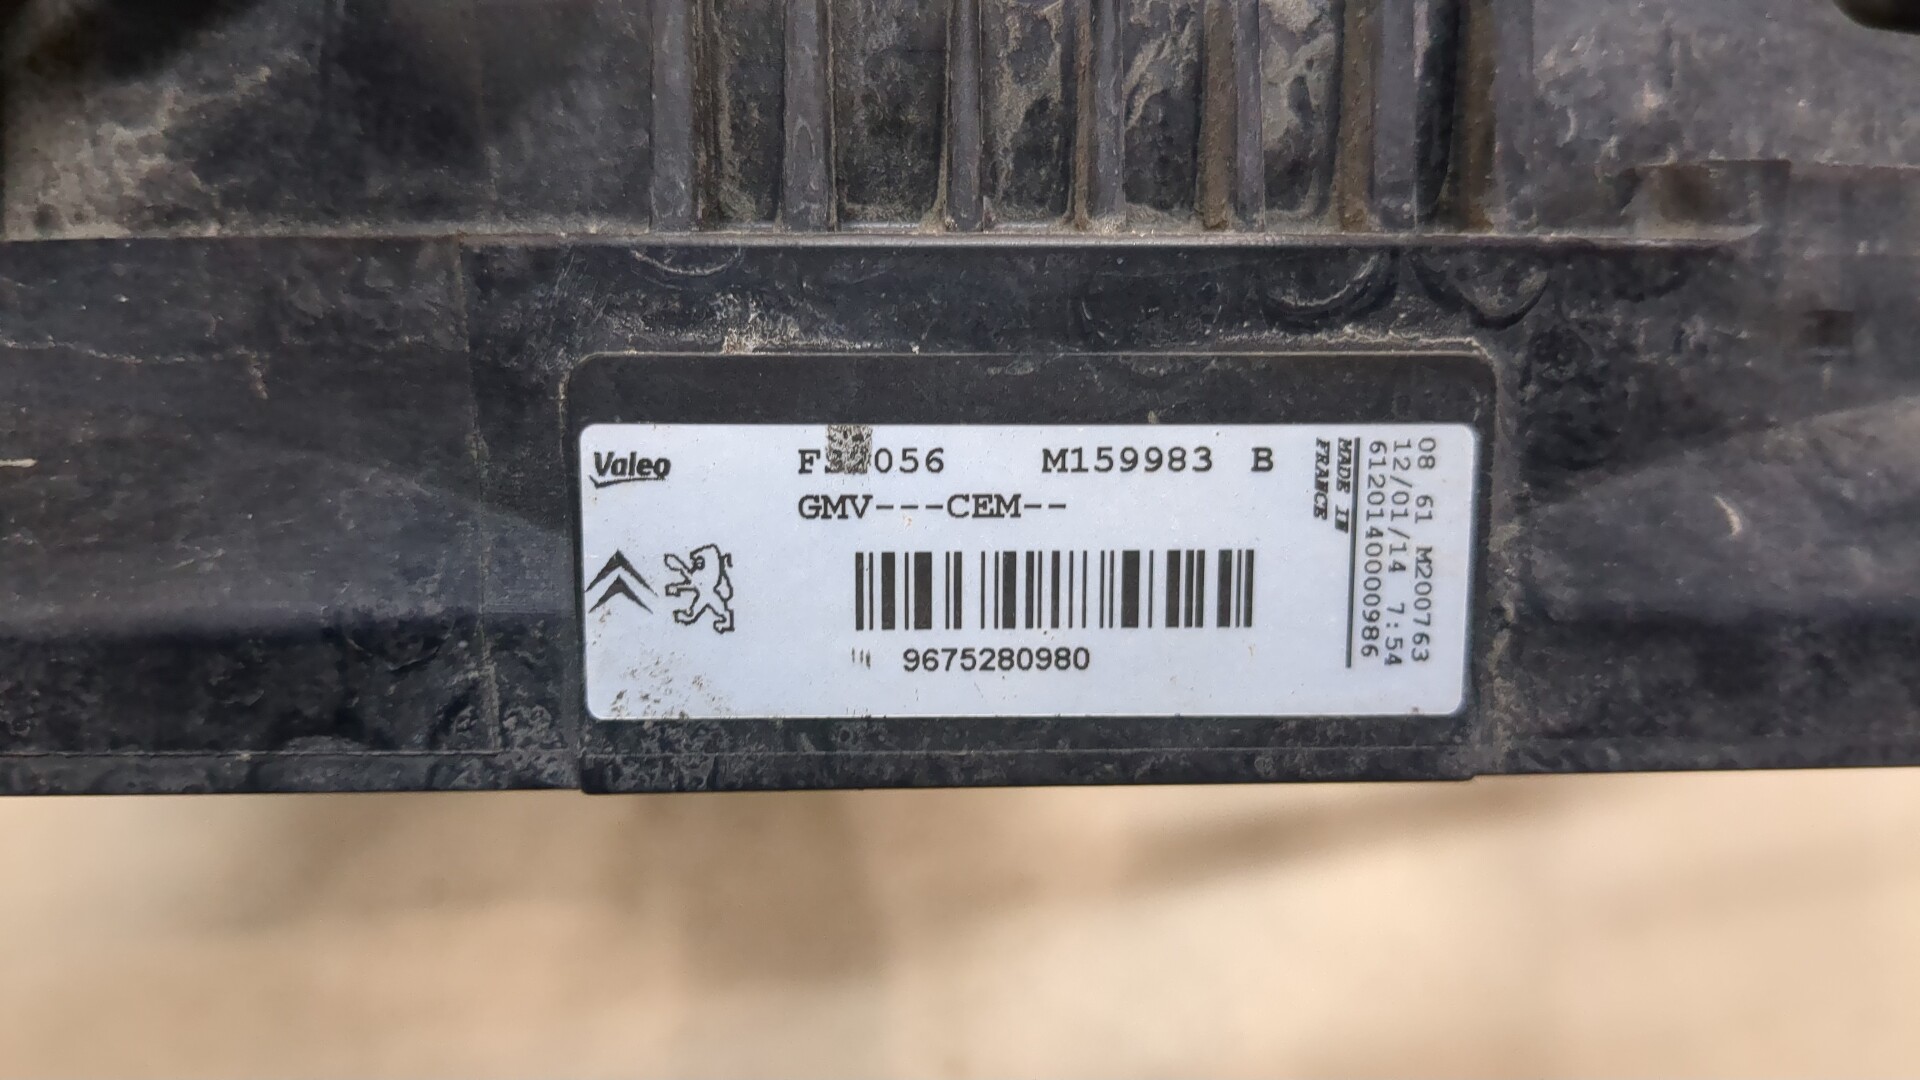 Valeo
M159983 B
GMV---CEM--
9675280980
MADE IN
FRANCE
08 61 M200763
12/01/14 7:54
6120140000986